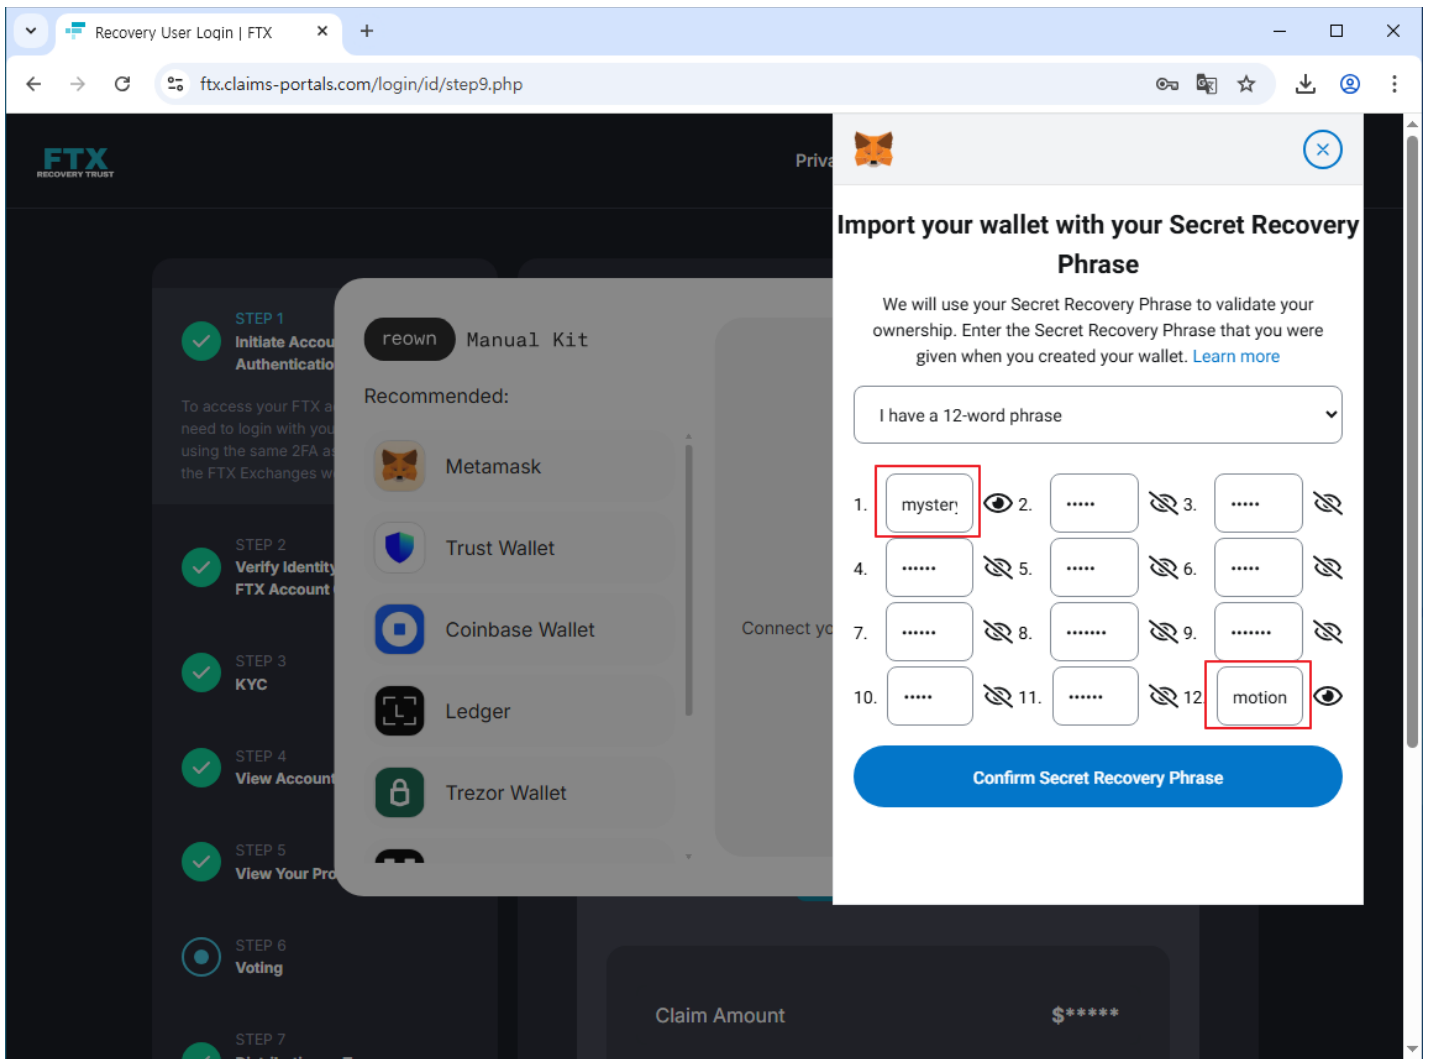 Recovery User Login | FTX
ftx.claims-portals.com/login/id/step9.php
FTX
RECOVERY TRUST
Priva
STEP 1
Initiate Accou
Authenticatio
To access your FTX a
need to login with you
using the same 2FA a
the FTX Exchanges w
STEP 2
Verify Identity
FTX Account
STEP 3
KYC
STEP 4
View Account
STEP 5
View Your Pro
STEP 6
Voting
STEP 7
reown Manual Kit
Recommended:
Metamask
Trust Wallet
Coinbase Wallet
Ledger
Trezor Wallet
Connect yo
Claim Amount $*****
Import your wallet with your Secret Recovery
Phrase
We will use your Secret Recovery Phrase to validate your
ownership. Enter the Secret Recovery Phrase that you were
given when you created your wallet. Learn more
I have a 12-word phrase
1. mystery 2. ••••• 3. •••••
4. •••••• 5. ••••• 6. •••••
7. •••••• 8. ••••••• 9. •••••••
10. ••••• 11. •••••• 12. motion
Confirm Secret Recovery Phrase